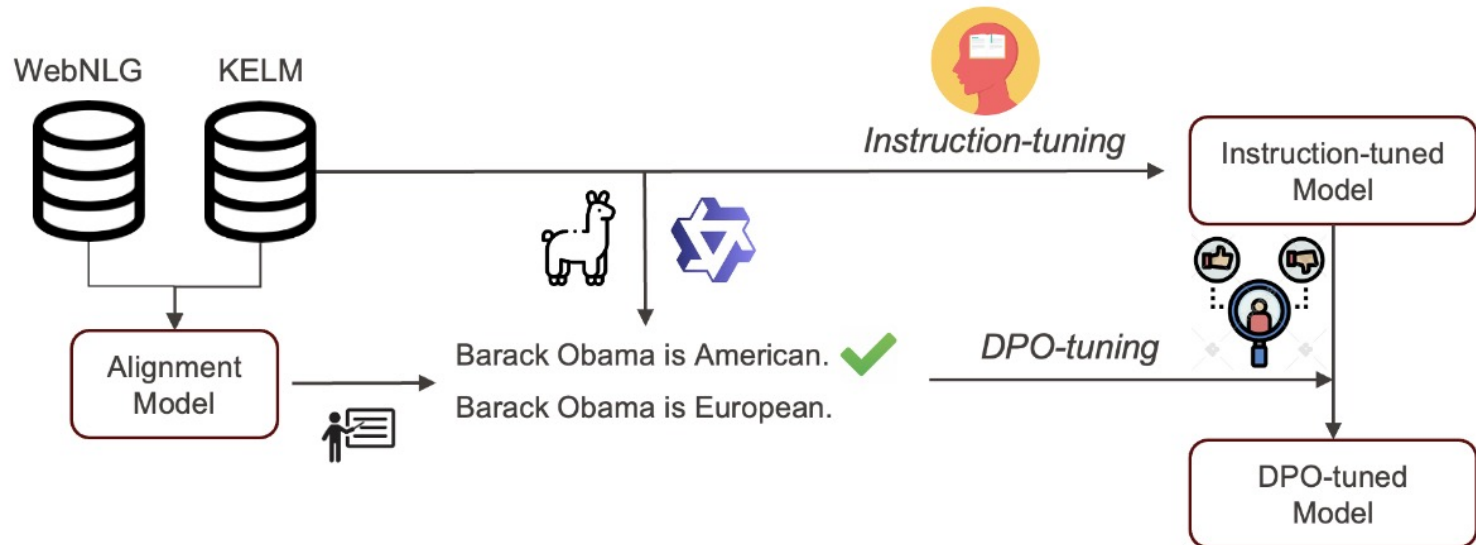 WebNLG
KELM
Instruction-tuning
Instruction-tuned
Model
Alignment
Model
Barack Obama is American.
Barack Obama is European.
DPO-tuning
DPO-tuned
Model